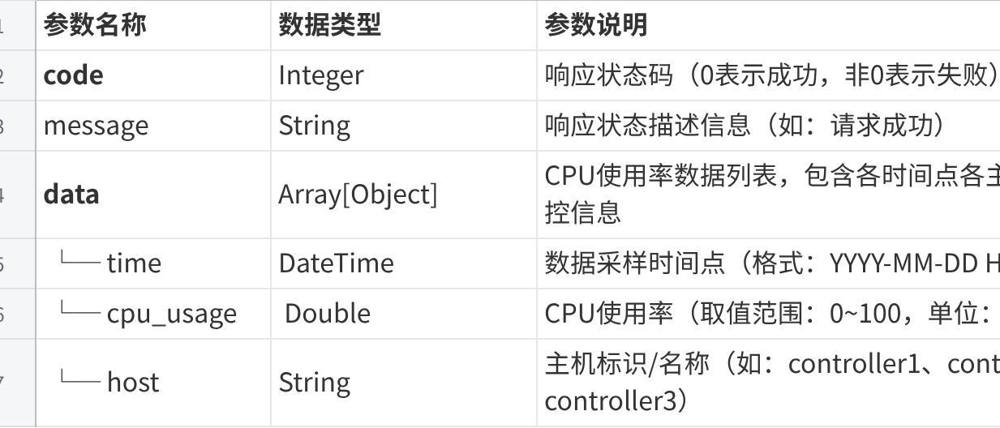 参数名称 数据类型 参数说明
2 code Integer 响应状态码（0表示成功，非0表示失败）
message String 响应状态描述信息（如：请求成功）
data Array[Object] CPU使用率数据列表，包含各时间点各主
控信息
└── time DateTime 数据采样时间点（格式：YYYY-MM-DD H
└── cpu_usage Double CPU使用率（取值范围：0~100，单位：
└── host String 主机标识/名称（如：controller1、cont
controller3）